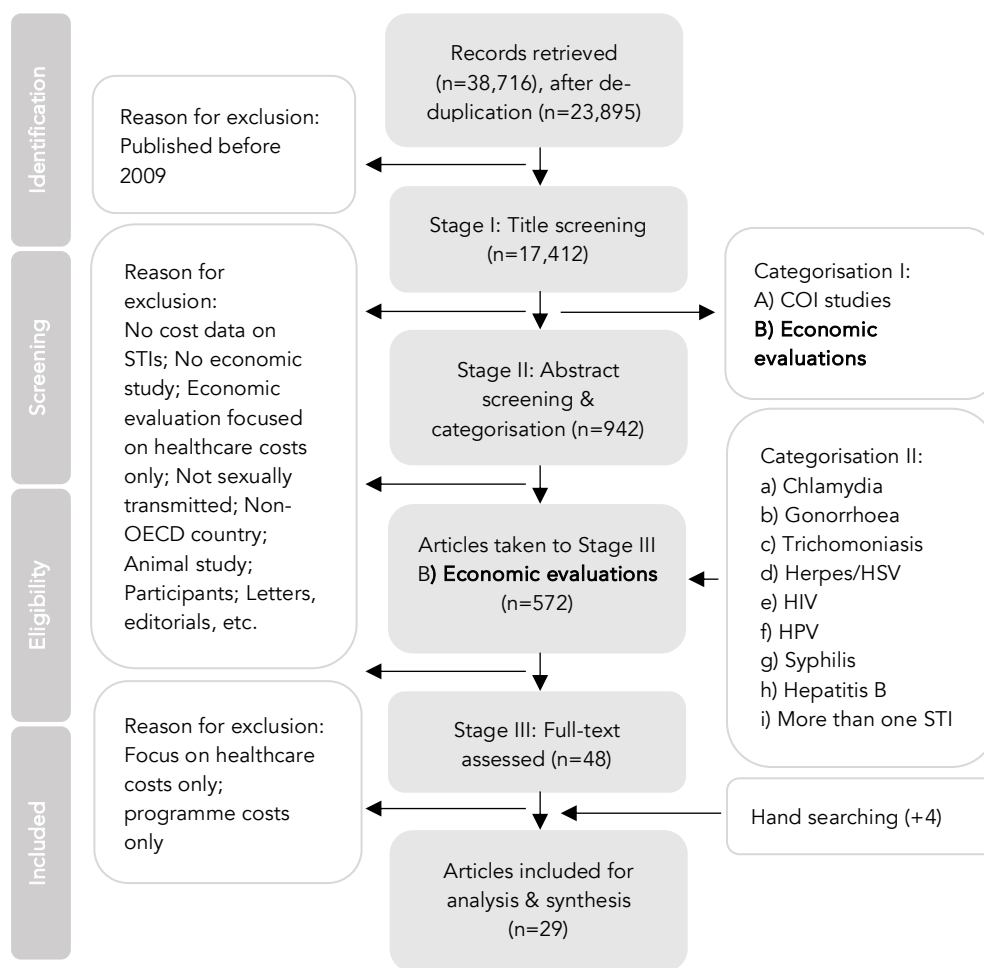 Identification
Records retrieved
(n=38,716), after de-
duplication (n=23,895)
Reason for exclusion:
Published before
2009
Stage I: Title screening
(n=17,412)
Screening
Reason for
exclusion:
No cost data on
STIs; No economic
study; Economic
evaluation focused
on healthcare costs
only; Not sexually
transmitted; Non-
OECD country;
Animal study;
Participants; Letters,
editorials, etc.
Categorisation I:
A) COI studies
B) Economic
evaluations
Stage II: Abstract
screening &
categorisation (n=942)
Categorisation II:
a) Chlamydia
b) Gonorrhoea
c) Trichomoniasis
d) Herpes/HSV
e) HIV
f) HPV
g) Syphilis
h) Hepatitis B
i) More than one STI
Eligibility
Articles taken to Stage III
B) Economic evaluations
(n=572)
Stage III: Full-text
assessed (n=48)
Reason for exclusion:
Focus on healthcare
costs only;
programme costs
only
Included
Hand searching (+4)
Articles included for
analysis & synthesis
(n=29)